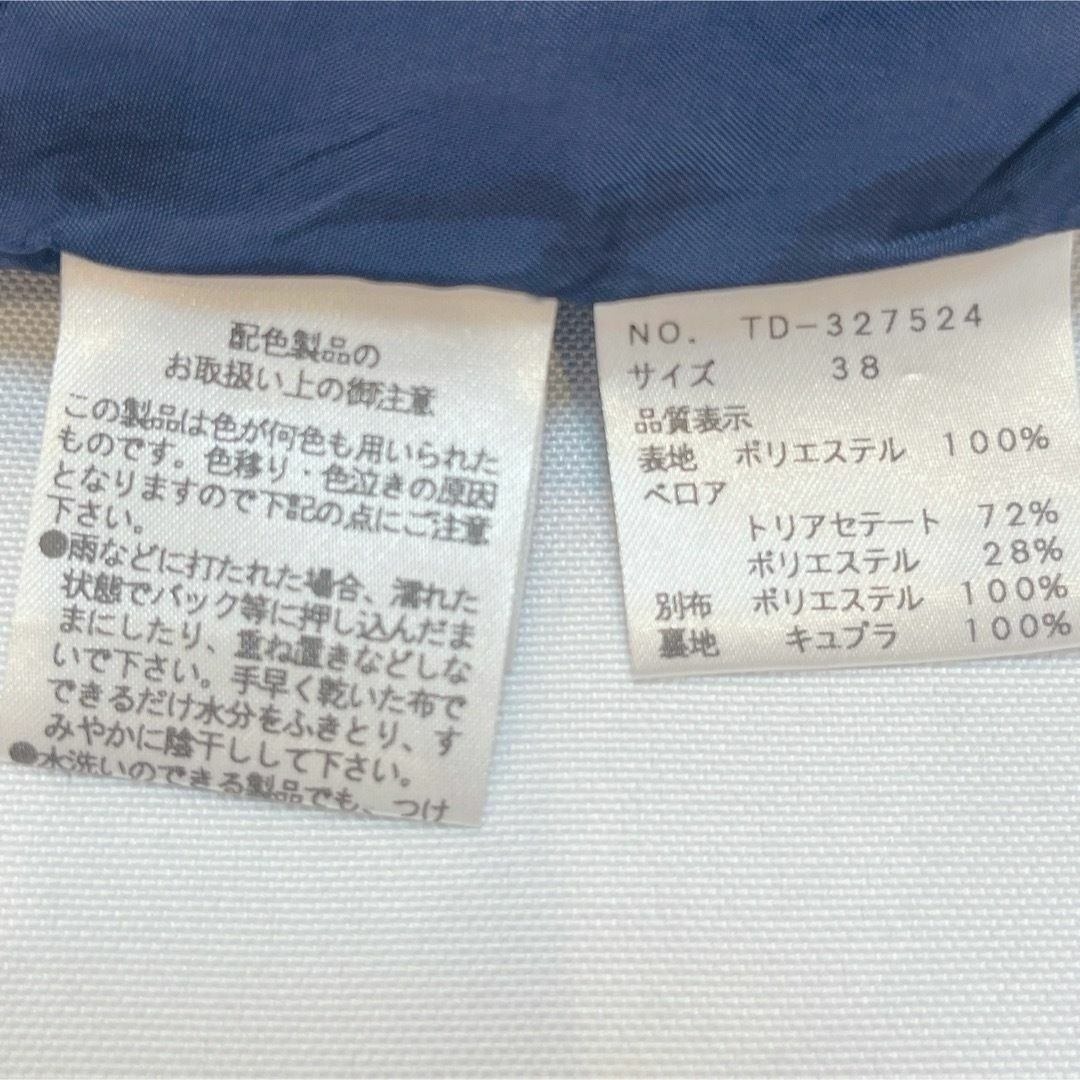 配色製品の
お取扱い上の御注意
この製品は色が何色も用いられた
ものです。色移り・色泣きの原因
となりますので下記の点にご注意
下さい。
●雨などに打たれた場合、濡れた
状態でバック等に押し込んだま
まにしたり、重ね置きなどしな
いで下さい。手早く乾いた布で
できるだけ水分をふきとり、す
みやかに陰干しして下さい。
●水洗いのできる製品でも、つけ
NO. TD-327524
サイズ 38
品質表示
表地 ポリエステル 100%
ベロア
トリアセテート 72%
ポリエステル 28%
別布 ポリエステル 100%
裏地 キュプラ 100%